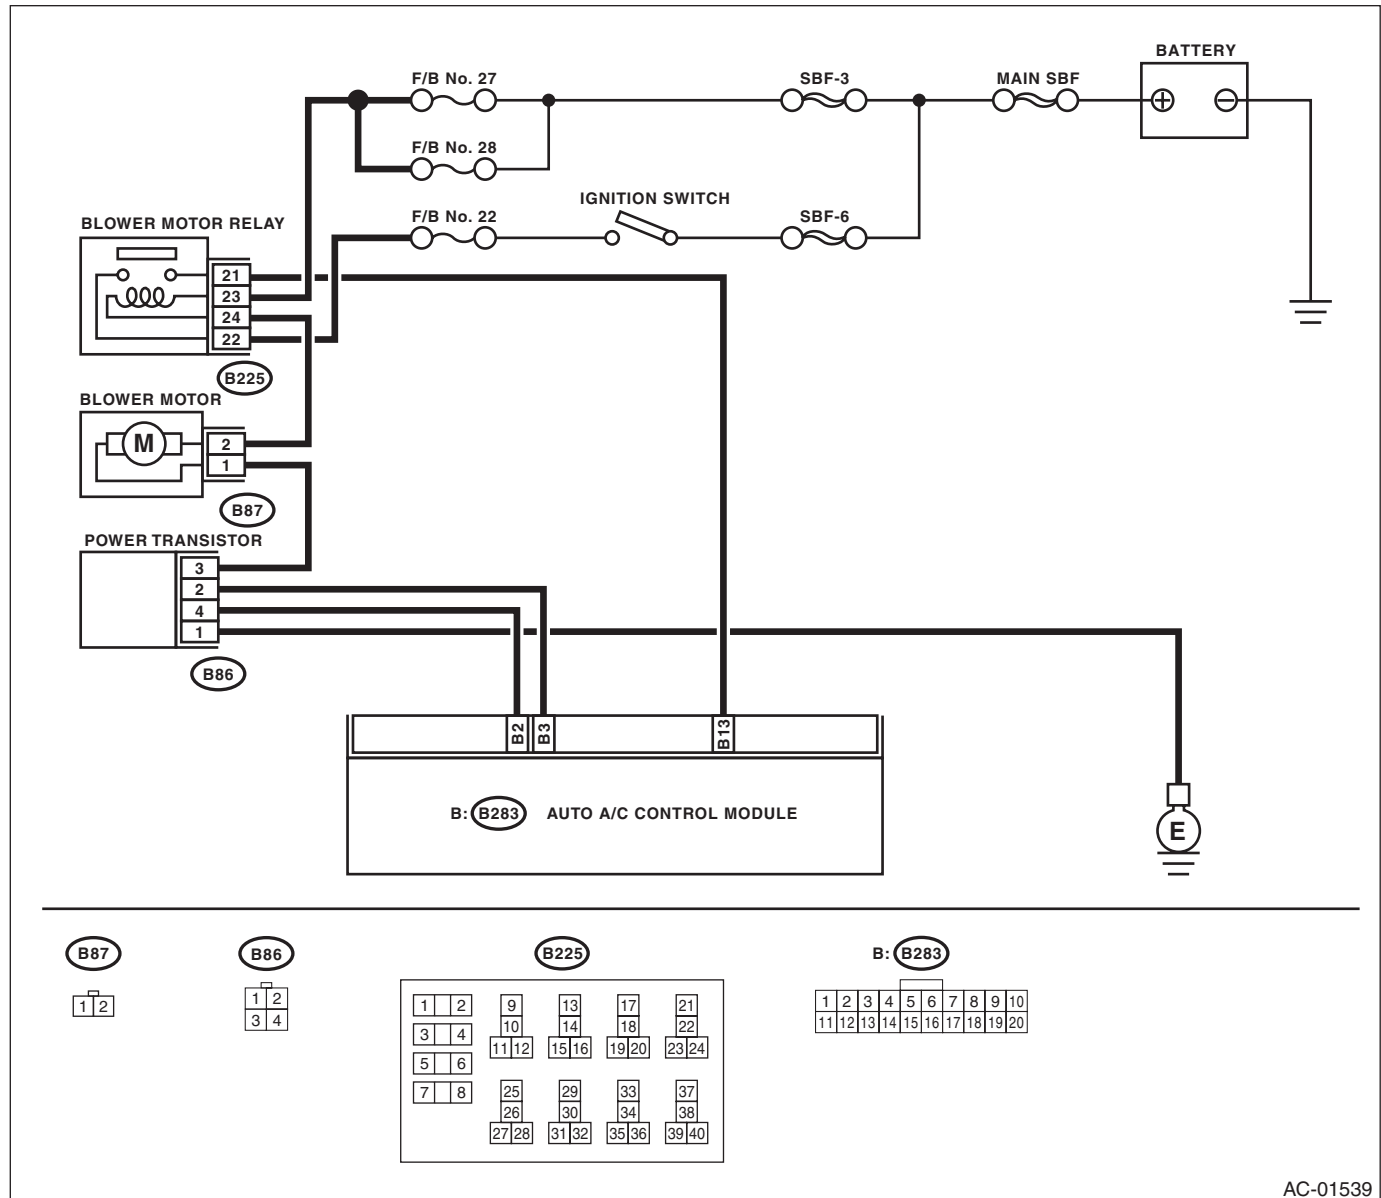 BATTERY
F/B No. 27
SBF-3
MAIN SBF
F/B No. 28
IGNITION SWITCH
BLOWER MOTOR RELAY
F/B No. 22
SBF-6
21
23
24
22
B225
BLOWER MOTOR
M
2
1
B87
POWER TRANSISTOR
3
2
4
1
B86
B2
B3
B13
B: B283 AUTO A/C CONTROL MODULE
E
B87
B86
B225
B: B283
1 2
1 2
3 4
1 2
3 4
5 6
7 8
9
10
11 12
13
14
15 16
17
18
19 20
21
22
23 24
25
26
27 28
29
30
31 32
33
34
35 36
37
38
39 40
1 2 3 4 5 6 7 8 9 10
11 12 13 14 15 16 17 18 19 20
AC-01539